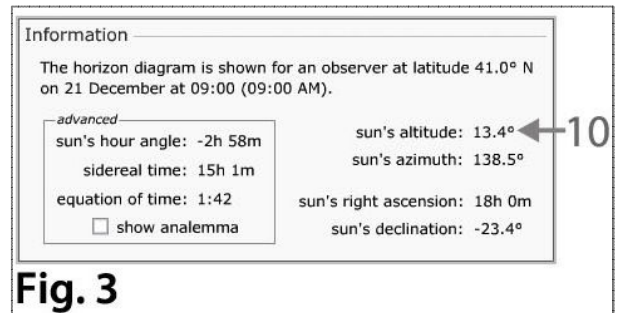 Information
The horizon diagram is shown for an observer at latitude 41.0° N
on 21 December at 09:00 (09:00 AM).
advanced
sun's hour angle: -2h 58m
sidereal time: 15h 1m
equation of time: 1:42
show analemma
sun's altitude: 13.4°
10
sun's azimuth: 138.5°
sun's right ascension: 18h 0m
sun's declination: -23.4°
Fig. 3